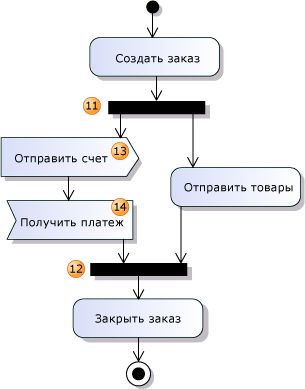 Создать заказ
11
Отправить счет
13
Отправить товары
Получить платеж
14
12
Закрыть заказ